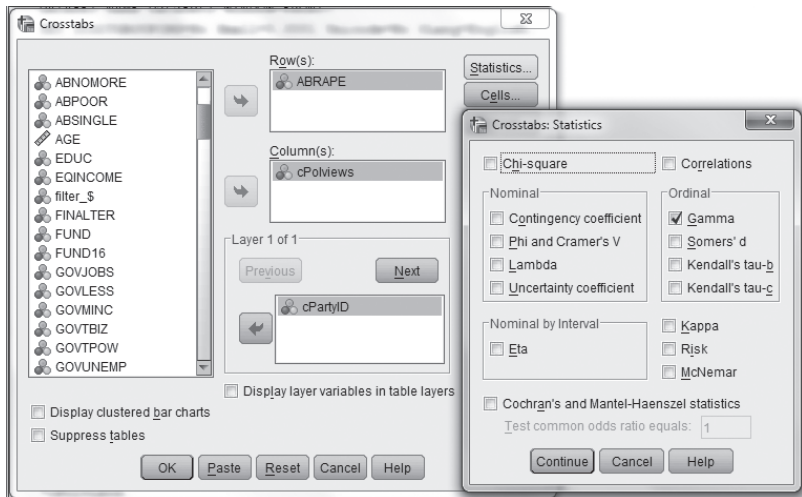 Crosstabs
ABNOMORE
ABPOOR
ABSINGLE
AGE
EDUC
EQINCOME
filter_$
FINALTER
FUND
FUND16
GOVJOBS
GOVLESS
GOVMINC
GOVTBIZ
GOVTPOW
GOVUNEMP
Row(s):
ABRAPE
Column(s):
cPolviews
Layer 1 of 1
Previous
Next
cPartyID
Display layer variables in table layers
Statistics...
Cells...
Display clustered bar charts
Suppress tables
OK Paste Reset Cancel Help
Crosstabs: Statistics
Chi-square
Correlations
Nominal
Contingency coefficient
Phi and Cramer's V
Lambda
Uncertainty coefficient
Ordinal
Gamma
Somers' d
Kendall's tau-b
Kendall's tau-c
Nominal by Interval
Eta
Kappa
Risk
McNemar
Cochran's and Mantel-Haenszel statistics
Test common odds ratio equals: 1
Continue Cancel Help